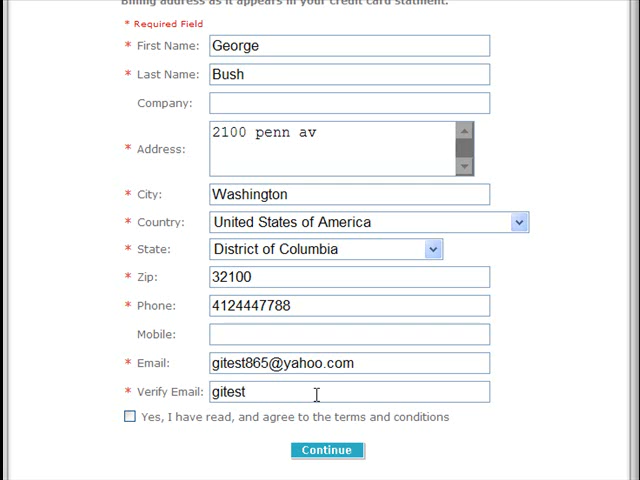 Billing address as it appears in your credit card statment.
* Required Field
* First Name: George
* Last Name: Bush
Company:
* Address: 2100 penn av
* City: Washington
* Country: United States of America
* State: District of Columbia
* Zip: 32100
* Phone: 4124447788
Mobile:
* Email: gitest865@yahoo.com
* Verify Email: gitest
Yes, I have read, and agree to the terms and conditions
Continue